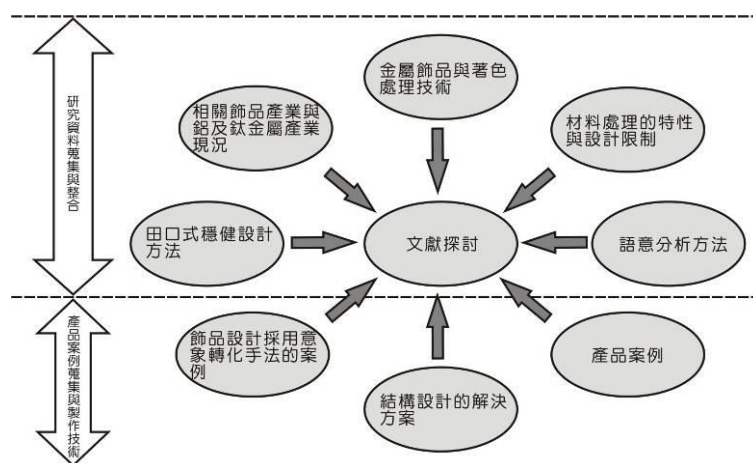 研究資料蒐集與整合
金屬飾品與著色
處理技術
相關飾品產業與
鋁及鈦金屬產業
現況
材料處理的特性
與設計限制
田口式穩健設計
方法
文獻探討
語意分析方法
產品案例蒐集與製作技術
飾品設計採用意
象轉化手法的案
例
結構設計的解決
方案
產品案例